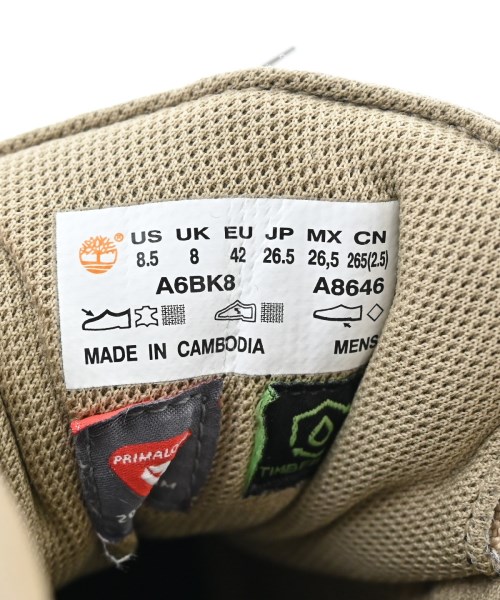 US UK EU JP MX CN
8.5 8 42 26.5 26,5 265(2.5)
A6BK8 A8646
MADE IN CAMBODIA MENS